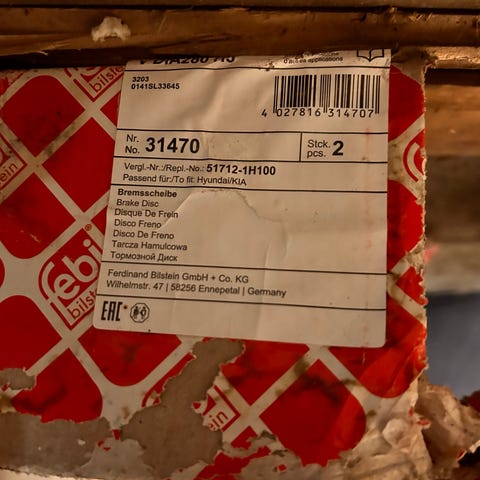 d'autres applications
3203
0141SL33645
4 027816 314707
Nr.
No. 31470
Stck.
pcs. 2
Vergl.-Nr.:/Repl.-No.: 51712-1H100
Passend für:/To fit: Hyundai/KIA
Bremsscheibe
Brake Disc
Disque De Frein
Disco Freno
Disco De Freno
Tarcza Hamulcowa
Тормозной Диск
Ferdinand Bilstein GmbH + Co. KG
Wilhelmstr. 47 | 58256 Ennepetal | Germany
EAC
febi
bilstein